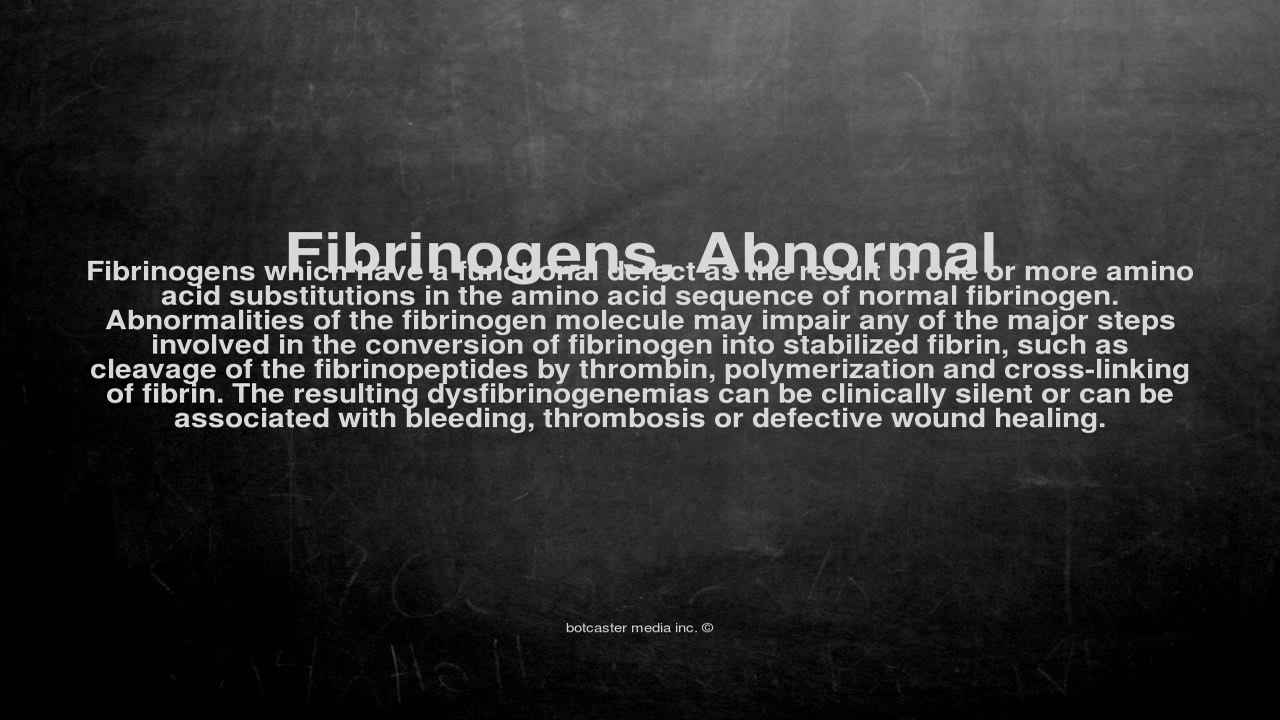 Fibrinogens, Abnormal
Fibrinogens which have a functional defect as the result of one or more amino
acid substitutions in the amino acid sequence of normal fibrinogen.
Abnormalities of the fibrinogen molecule may impair any of the major steps
involved in the conversion of fibrinogen into stabilized fibrin, such as
cleavage of the fibrinopeptides by thrombin, polymerization and cross-linking
of fibrin. The resulting dysfibrinogenemias can be clinically silent or can be
associated with bleeding, thrombosis or defective wound healing.
botcaster media inc. ©